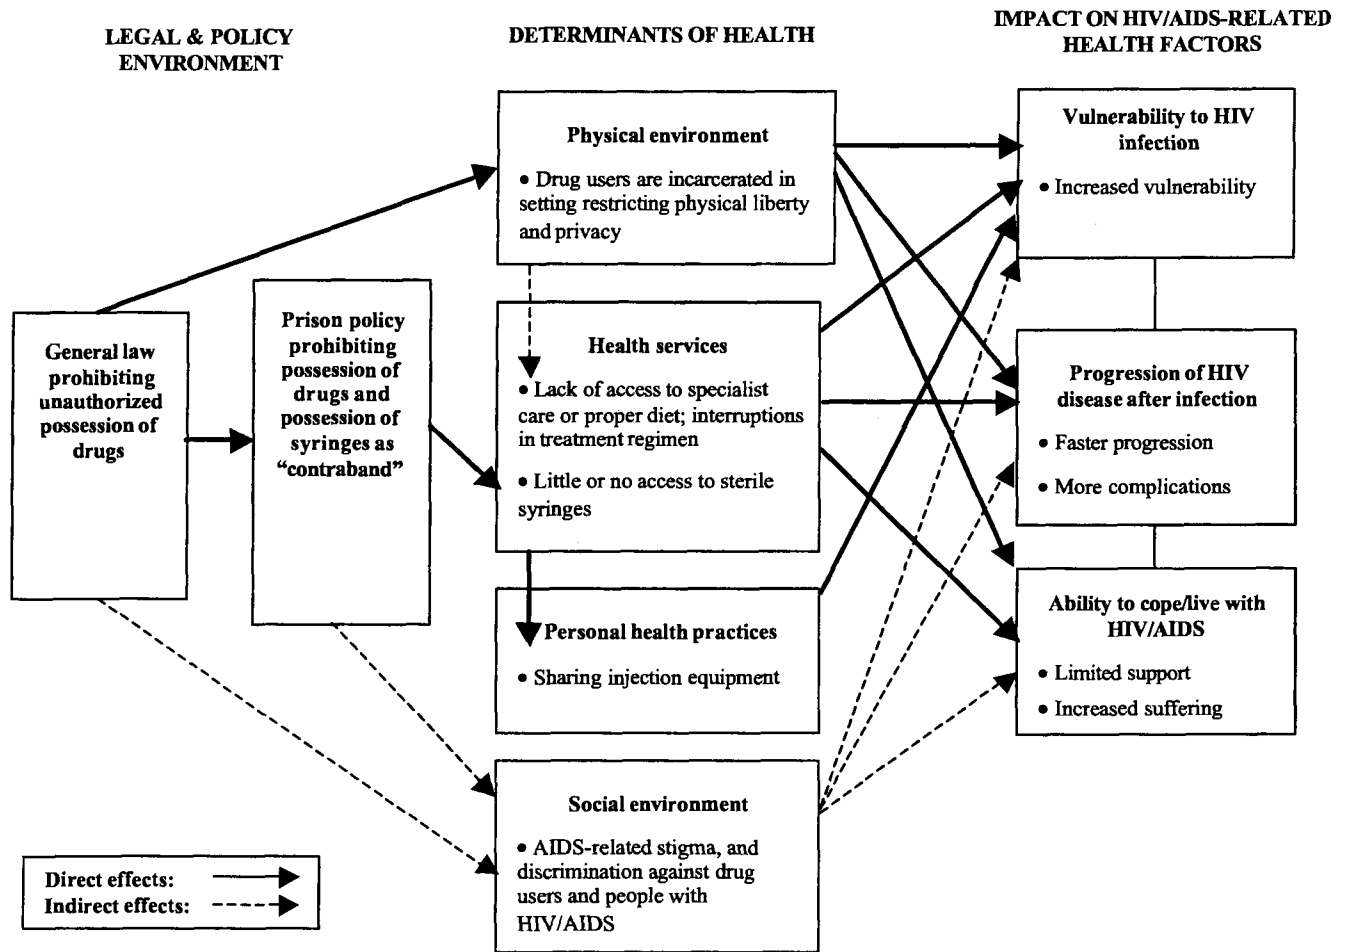 LEGAL & POLICY
ENVIRONMENT
DETERMINANTS OF HEALTH
IMPACT ON HIV/AIDS-RELATED
HEALTH FACTORS
General law
prohibiting
unauthorized
possession of
drugs
Prison policy
prohibiting
possession of
drugs and
possession of
syringes as
“contraband”
Physical environment
• Drug users are incarcerated in
setting restricting physical liberty
and privacy
Health services
• Lack of access to specialist
care or proper diet; interruptions
in treatment regimen
• Little or no access to sterile
syringes
Personal health practices
• Sharing injection equipment
Social environment
• AIDS-related stigma, and
discrimination against drug
users and people with
HIV/AIDS
Vulnerability to HIV
infection
• Increased vulnerability
Progression of HIV
disease after infection
• Faster progression
• More complications
Ability to cope/live with
HIV/AIDS
• Limited support
• Increased suffering
Direct effects:
Indirect effects: